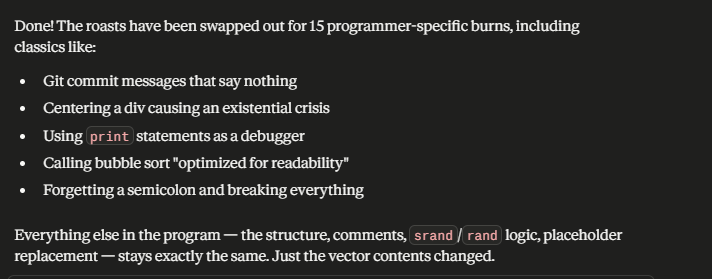 Done! The roasts have been swapped out for 15 programmer-specific burns, including
classics like:
• Git commit messages that say nothing
• Centering a div causing an existential crisis
• Using print statements as a debugger
• Calling bubble sort "optimized for readability"
• Forgetting a semicolon and breaking everything
Everything else in the program — the structure, comments, srand/rand logic, placeholder
replacement — stays exactly the same. Just the vector contents changed.